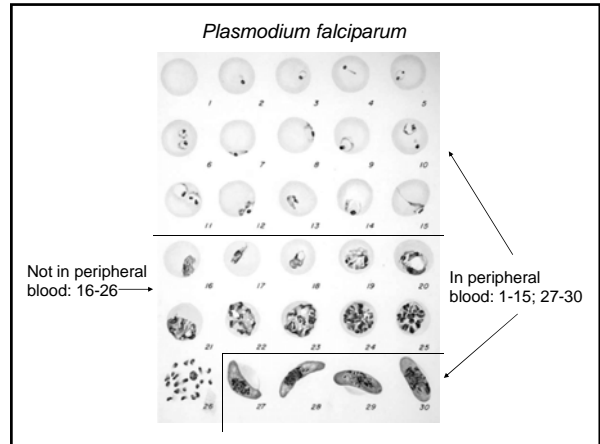 Plasmodium falciparum
1 2 3 4 5
6 7 8 9 10
11 12 13 14 15
Not in peripheral
blood: 16-26
16 17 18 19 20
In peripheral
blood: 1-15; 27-30
21 22 23 24 25
26 27 28 29 30